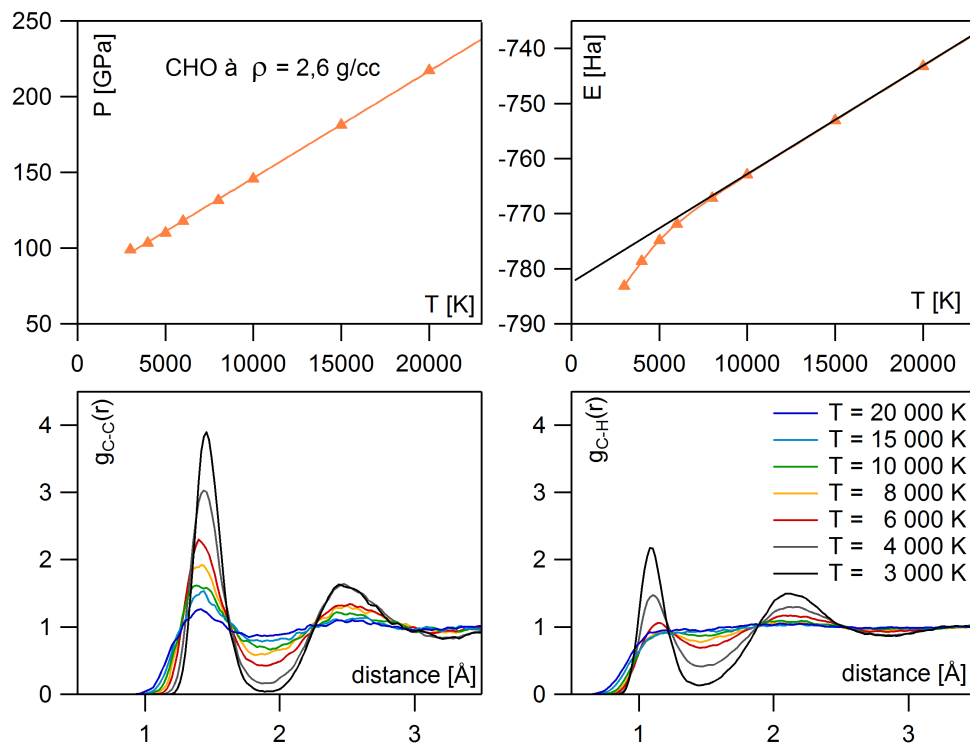 250
200
150
100
50
P [GPa]
CHO à ρ = 2,6 g/cc
T [K]
0 5000 10000 15000 20000
-740
-750
-760
-770
-780
-790
E [Ha]
T [K]
0 5000 10000 15000 20000
4
3
2
1
0
gC-C(r)
distance [Å]
1 2 3
4
3
2
1
0
gC-H(r)
T = 20 000 K
T = 15 000 K
T = 10 000 K
T = 8 000 K
T = 6 000 K
T = 4 000 K
T = 3 000 K
distance [Å]
1 2 3